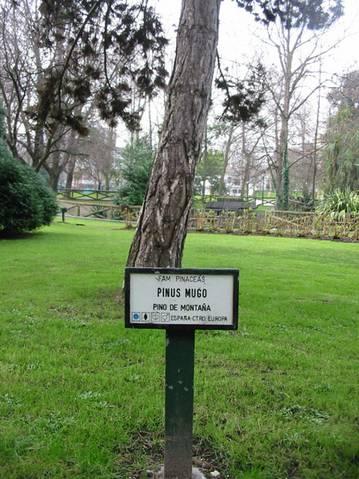 FAM. PINACEAS
PINUS MUGO
PINO DE MONTAÑA
ESPAÑA-CTRO. EUROPA